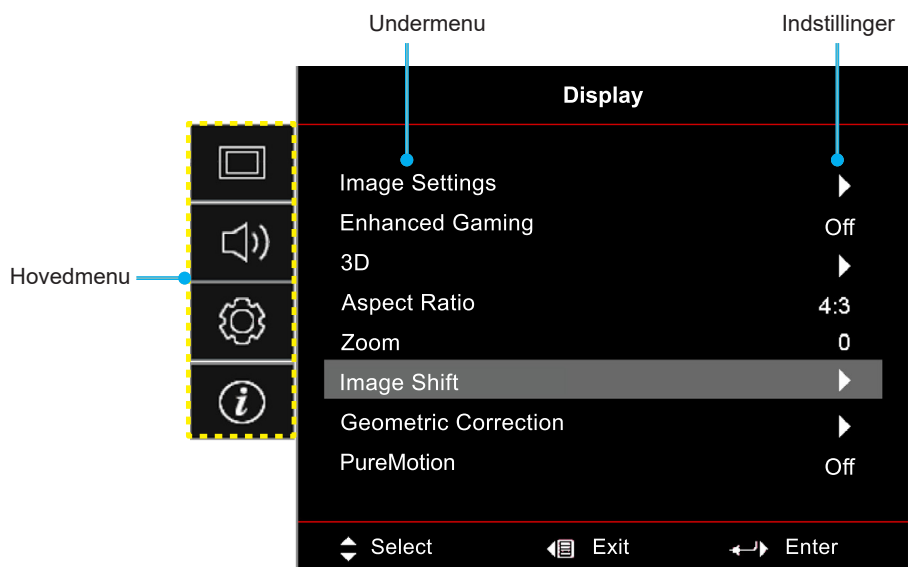 Undermenu Indstillinger
Display
Image Settings
Enhanced Gaming Off
3D
Hovedmenu
Aspect Ratio 4:3
Zoom 0
Image Shift
Geometric Correction
PureMotion Off
Select Exit Enter